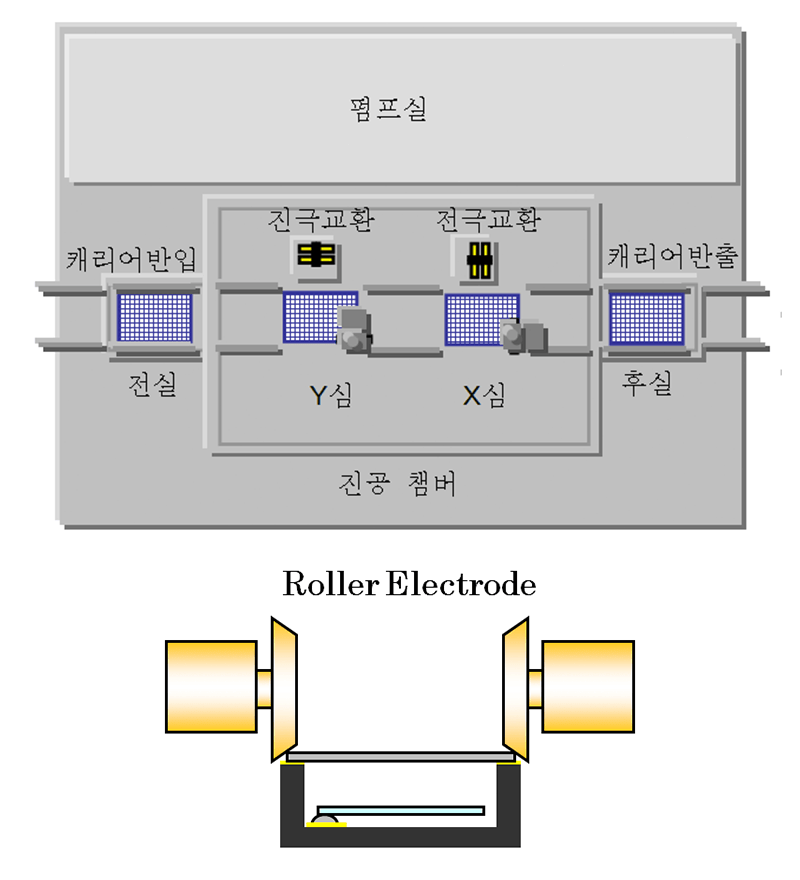 펌프실
진극교환
전극교환
캐리어반입
캐리어반출
전실
Y심
X심
후실
진공 챔버
Roller Electrode